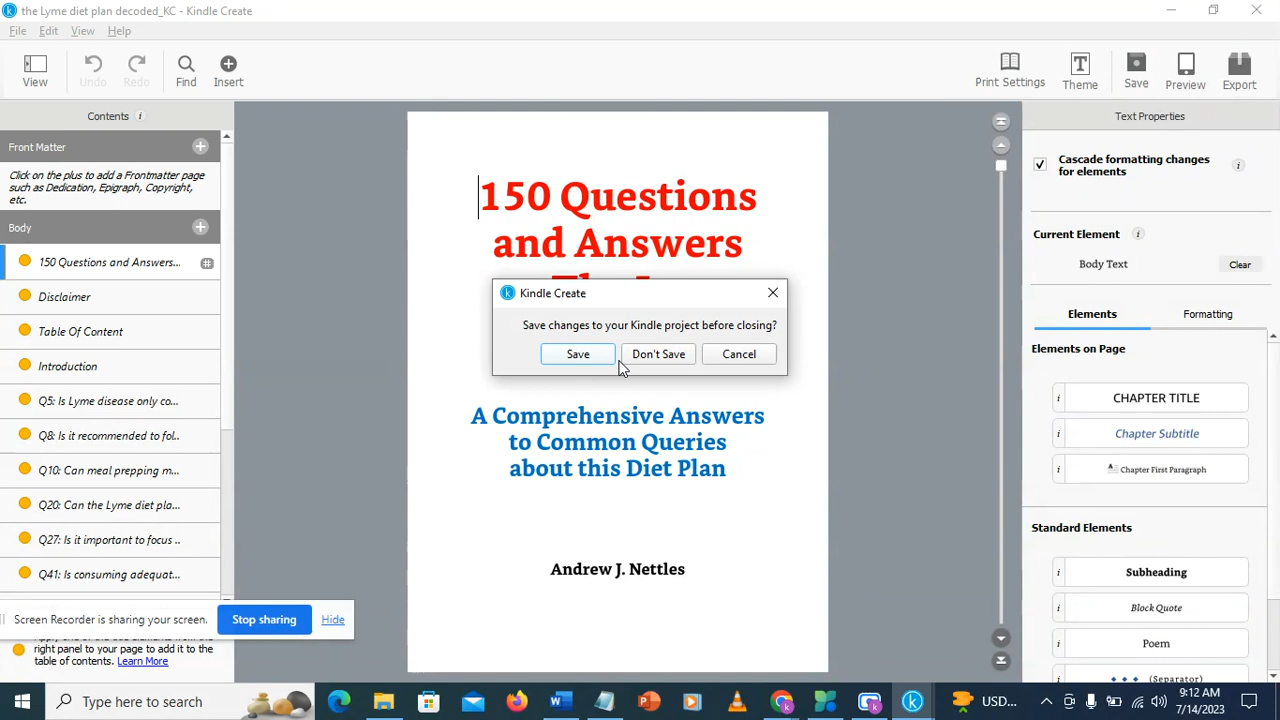 the Lyme diet plan decoded_KC - Kindle Create
File Edit View Help
View Undo Redo Find Insert Print Settings Theme Save Preview Export
Contents i
Front Matter
Click on the plus to add a Frontmatter page
such as Dedication, Epigraph, Copyright,
etc.
Body
150 Questions and Answers...
Disclaimer
Table Of Content
Introduction
Q5: Is Lyme disease only co...
Q8: Is it recommended to fol...
Q10: Can meal prepping m...
Q20: Can the Lyme diet pla...
Q27: Is it important to focus ..
Q41: Is consuming adequat...
Screen Recorder is sharing your screen. Stop sharing Hide
right panel to your page to add it to the
table of contents. Learn More
150 Questions
and Answers
Kindle Create
Save changes to your Kindle project before closing?
Save Don't Save Cancel
A Comprehensive Answers
to Common Queries
about this Diet Plan
Andrew J. Nettles
Text Properties
Cascade formatting changes
for elements i
Current Element i
Body Text Clear
Elements Formatting
Elements on Page
i CHAPTER TITLE
i Chapter Subtitle
i Chapter First Paragraph
Standard Elements
i Subheading
i Block Quote
i Poem
(Separator)
Type here to search
USD...
9:12 AM
7/14/2023